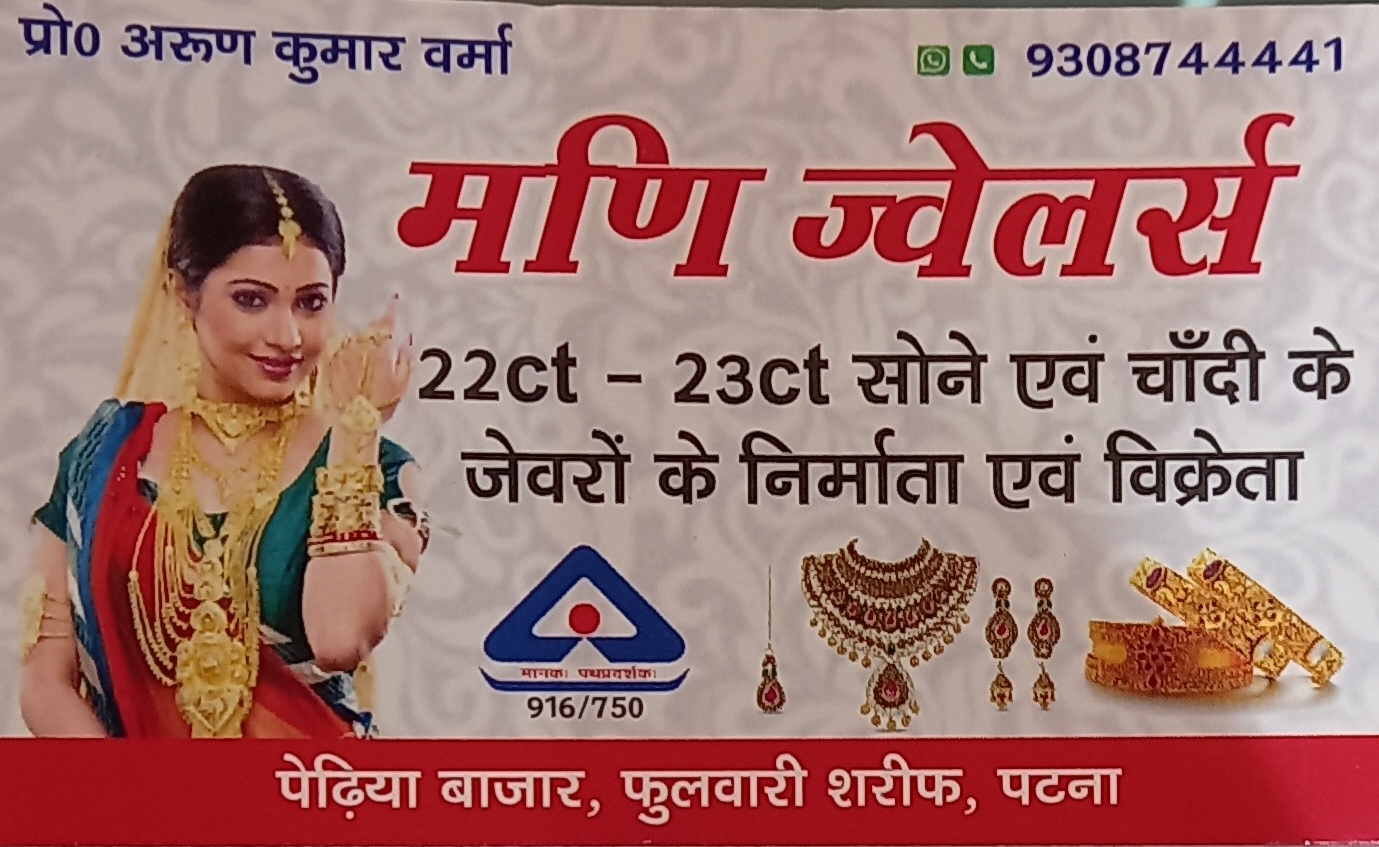 प्रो0 अरूण कुमार वर्मा
9308744441
मणि ज्वेलर्स
22ct - 23ct सोने एवं चाँदी के
जेवरों के निर्माता एवं विक्रेता
मानकः पथप्रदर्शकः
916/750
पेढ़िया बाजार, फुलवारी शरीफ, पटना